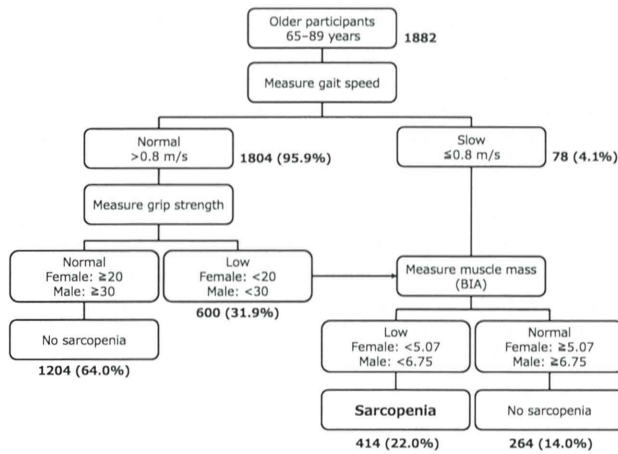 Older participants
65–89 years
1882
Measure gait speed
Normal
>0.8 m/s
1804 (95.9%)
Slow
≦0.8 m/s
78 (4.1%)
Measure grip strength
Normal
Female: ≧20
Male: ≧30
Low
Female: <20
Male: <30
600 (31.9%)
Measure muscle mass
(BIA)
No sarcopenia
1204 (64.0%)
Low
Female: <5.07
Male: <6.75
Normal
Female: ≧5.07
Male: ≧6.75
Sarcopenia
414 (22.0%)
No sarcopenia
264 (14.0%)